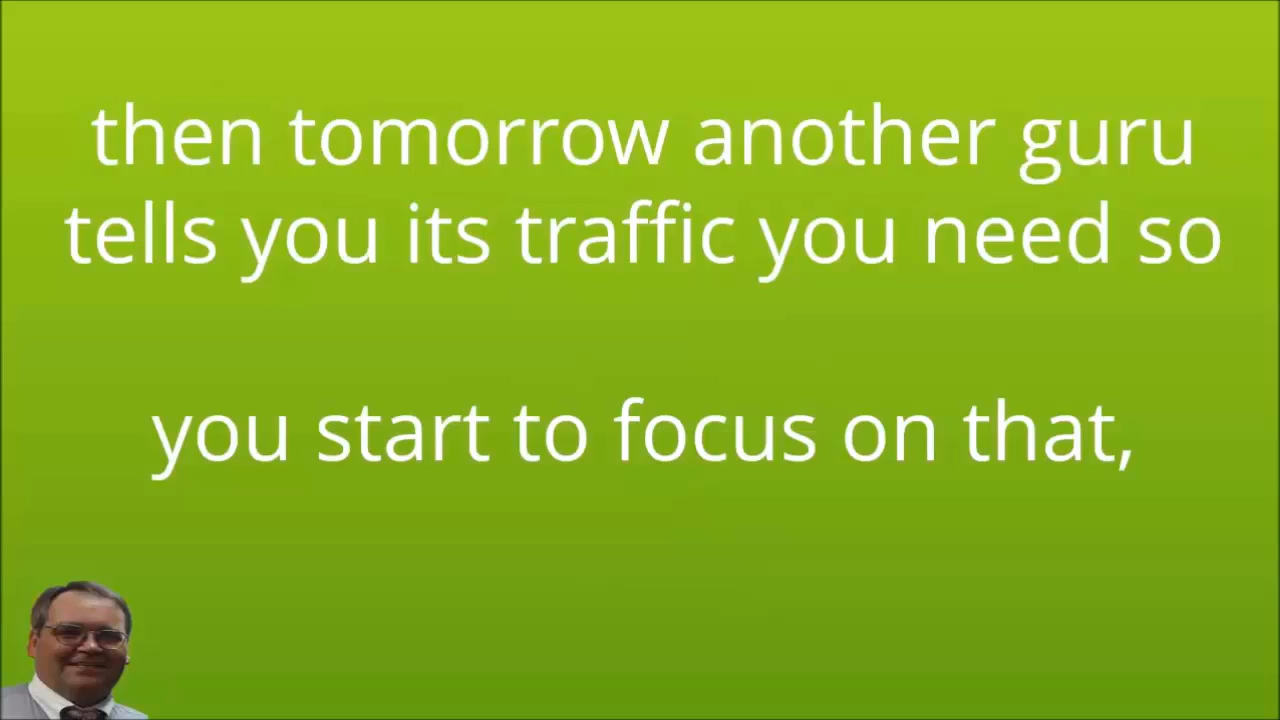 then tomorrow another guru
tells you its traffic you need so
you start to focus on that,